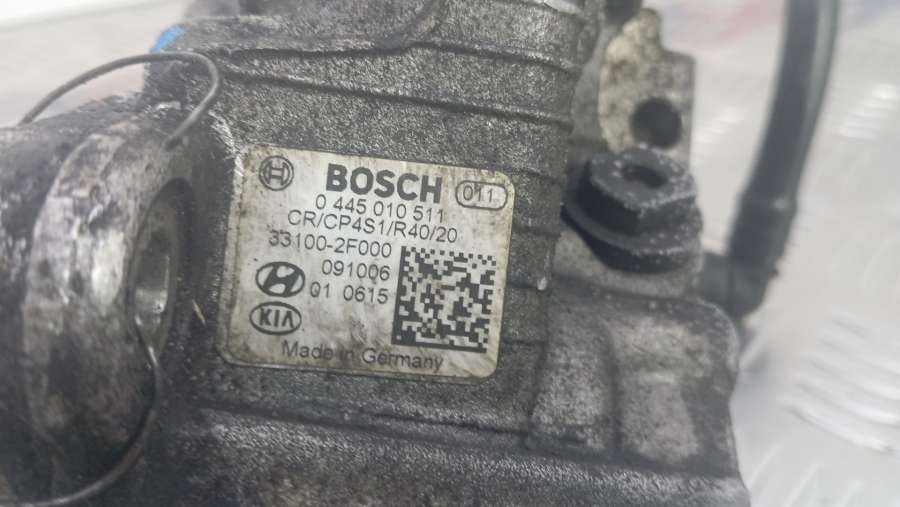 BOSCH 011
0 445 010 511
CR/CP4S1/R40/20
33100-2F000
091006
01 0615
KIA
Made in Germany